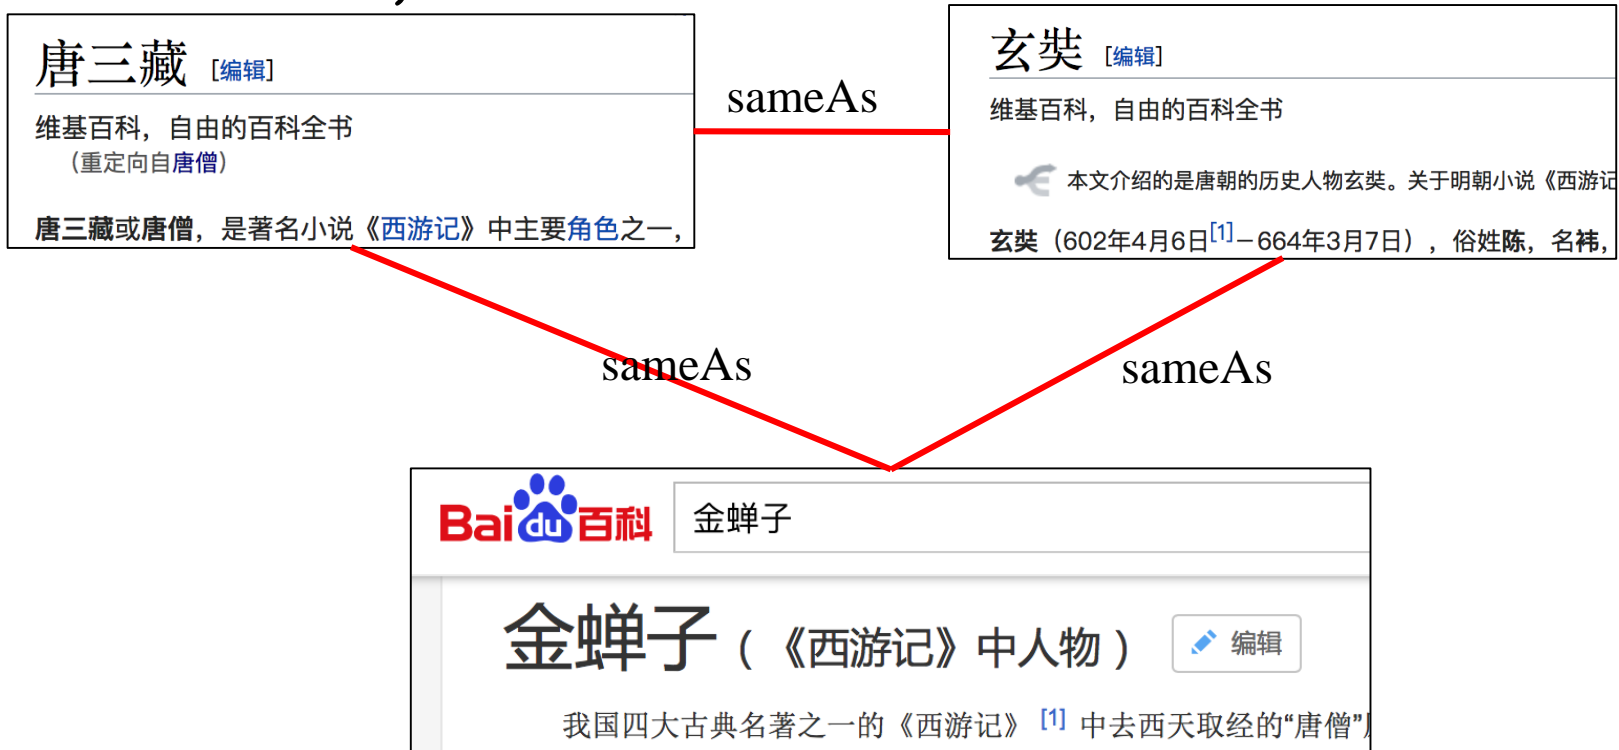 唐三藏 [编辑]
维基百科，自由的百科全书
（重定向自唐僧）
唐三藏或唐僧，是著名小说《西游记》中主要角色之一，
sameAs
玄奘 [编辑]
维基百科，自由的百科全书
本文介绍的是唐朝的历史人物玄奘。关于明朝小说《西游记
玄奘（602年4月6日[1]－664年3月7日），俗姓陈，名袆，
sameAs
sameAs
Baidu百科 金蝉子
金蝉子（《西游记》中人物） 编辑
我国四大古典名著之一的《西游记》 [1] 中去西天取经的“唐僧”